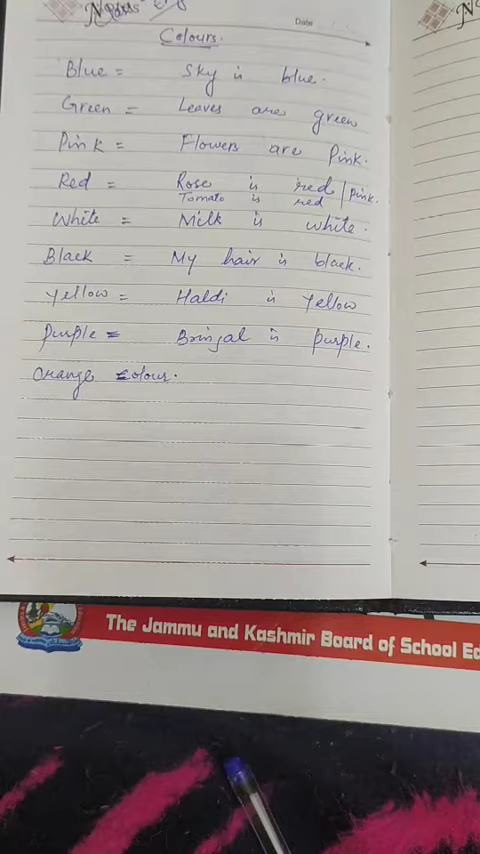 Date
Colours.
Blue = Sky is blue.
Green = Leaves are green
Pink = Flowers are Pink.
Red = Rose is red / Pink.
Tomato is red
White = Milk is white.
Black = My hair is black.
Yellow = Haldi is Yellow
Purple = Brinjal is purple.
Orange Colour.
The Jammu and Kashmir Board of School Ed